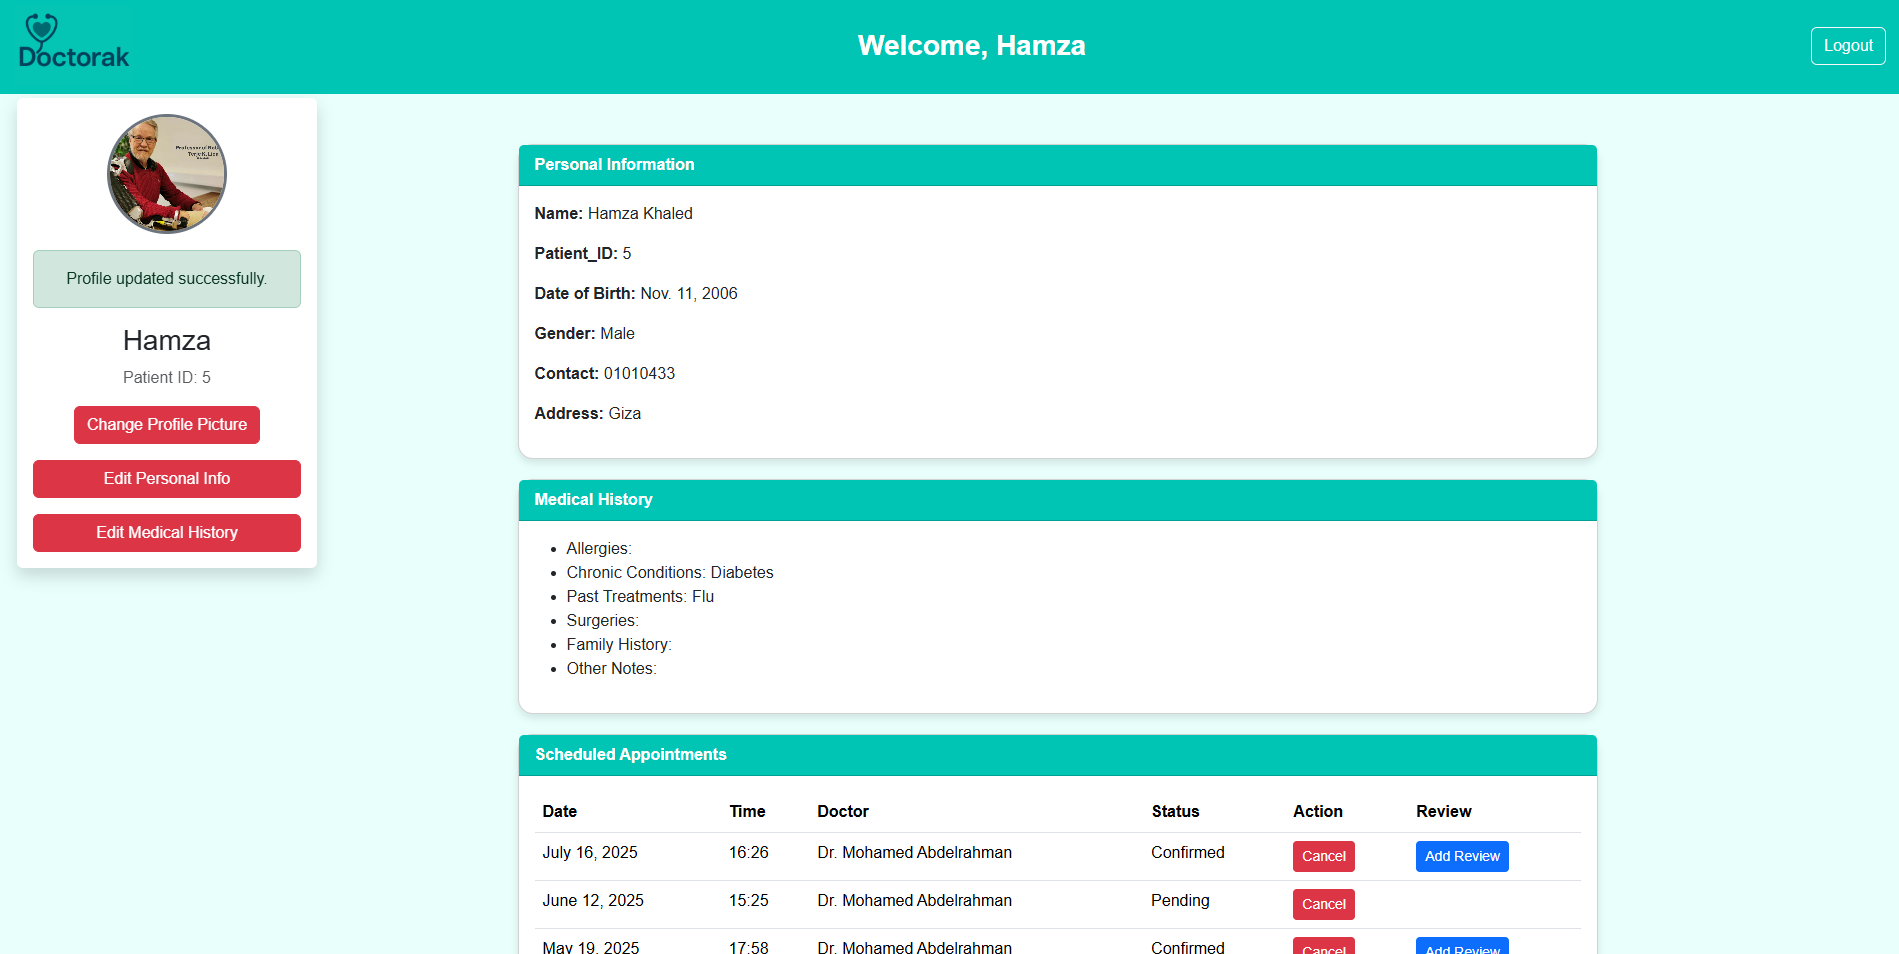 Doctorak
Welcome, Hamza
Logout
Profile updated successfully.
Hamza
Patient ID: 5
Change Profile Picture
Edit Personal Info
Edit Medical History
Personal Information
Name: Hamza Khaled
Patient_ID: 5
Date of Birth: Nov. 11, 2006
Gender: Male
Contact: 01010433
Address: Giza
Medical History
Allergies:
Chronic Conditions: Diabetes
Past Treatments: Flu
Surgeries:
Family History:
Other Notes:
Scheduled Appointments
Date Time Doctor Status Action Review
July 16, 2025 16:26 Dr. Mohamed Abdelrahman Confirmed Cancel Add Review
June 12, 2025 15:25 Dr. Mohamed Abdelrahman Pending Cancel
May 19, 2025 17:58 Dr. Mohamed Abdelrahman Confirmed Cancel Add Review